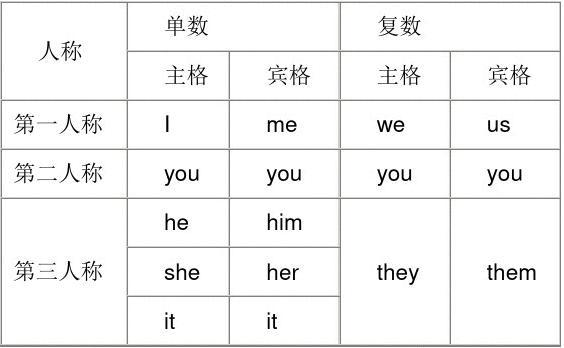 人称 单数 复数
主格 宾格 主格 宾格
第一人称 I me we us
第二人称 you you you you
第三人称 he him they them
she her
it it